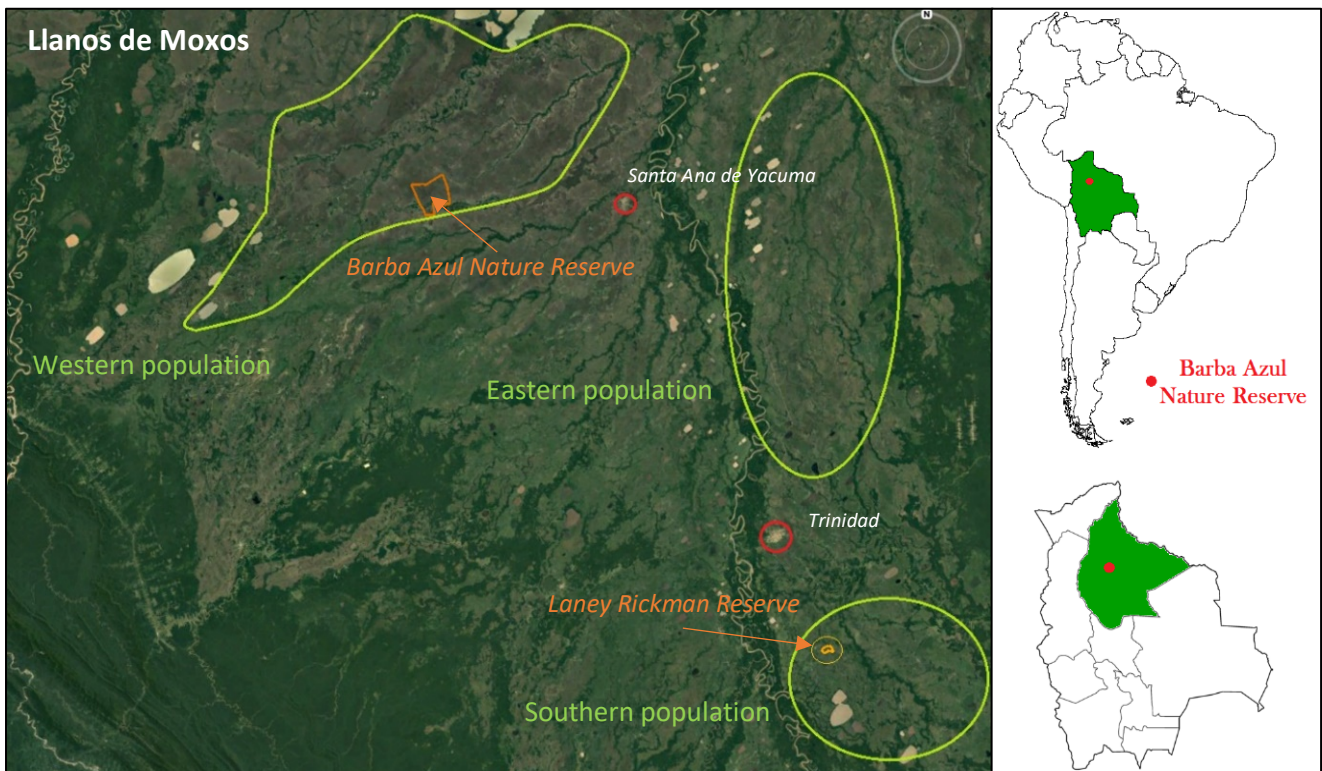 Llanos de Moxos
N
Santa Ana de Yacuma
Barba Azul Nature Reserve
Western population
Eastern population
Trinidad
Laney Rickman Reserve
Southern population
Barba Azul
Nature Reserve